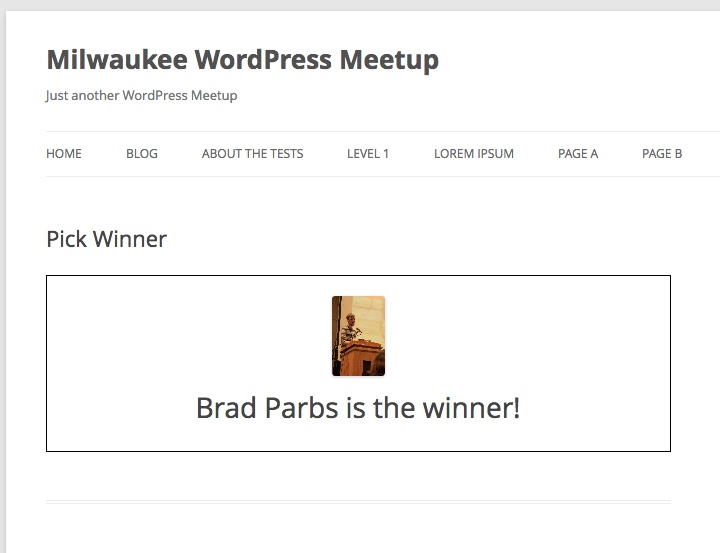 Milwaukee WordPress Meetup
Just another WordPress Meetup
HOME BLOG ABOUT THE TESTS LEVEL 1 LOREM IPSUM PAGE A PAGE B
Pick Winner
Brad Parbs is the winner!